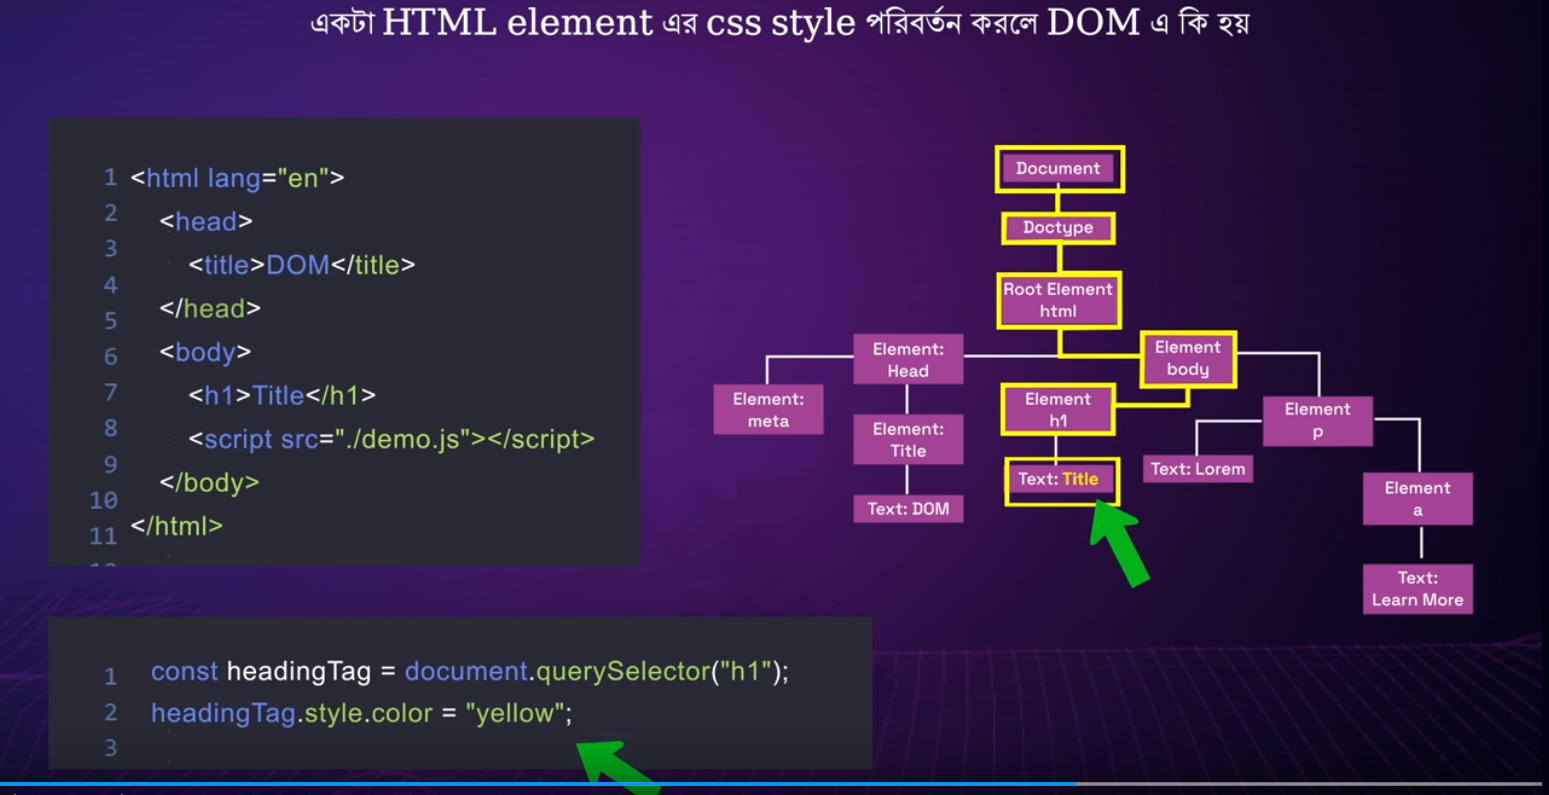 একটা HTML element এর css style পরিবর্তন করলে DOM এ কি হয়
1 <html lang="en">
2 <head>
3 <title>DOM</title>
4 </head>
5 <body>
6 <h1>Title</h1>
7 <script src="./demo.js"></script>
8 </body>
9 </html>
10
11
Document
Doctype
Root Element
html
Element:
Head
Element
body
Element:
meta
Element:
Title
Text: DOM
Element
h1
Text: Title
Element
p
Text: Lorem
Element
a
Text:
Learn More
1 const headingTag = document.querySelector("h1");
2 headingTag.style.color = "yellow";
3